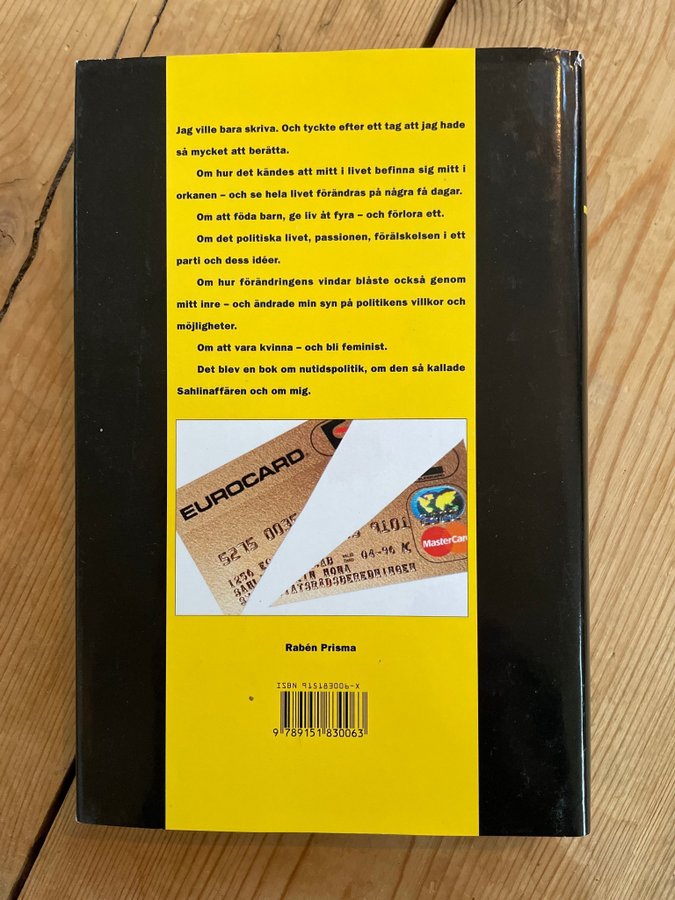 Jag ville bara skriva. Och tyckte efter ett tag att jag hade
så mycket att berätta.
Om hur det kändes att mitt i livet befinna sig mitt i
orkanen – och se hela livet förändras på några få dagar.
Om att föda barn, ge liv åt fyra – och förlora ett.
Om det politiska livet, passionen, förälskelsen i ett
parti och dess idéer.
Om hur förändringens vindar blåste också genom
mitt inre – och ändrade min syn på politikens villkor och
möjligheter.
Om att vara kvinna – och bli feminist.
Det blev en bok om nutidspolitik, om den så kallade
Sahlinaffären och om mig.
EUROCARD
MasterCard
Rabén Prisma
ISBN 915183006-X
9 789151 830063